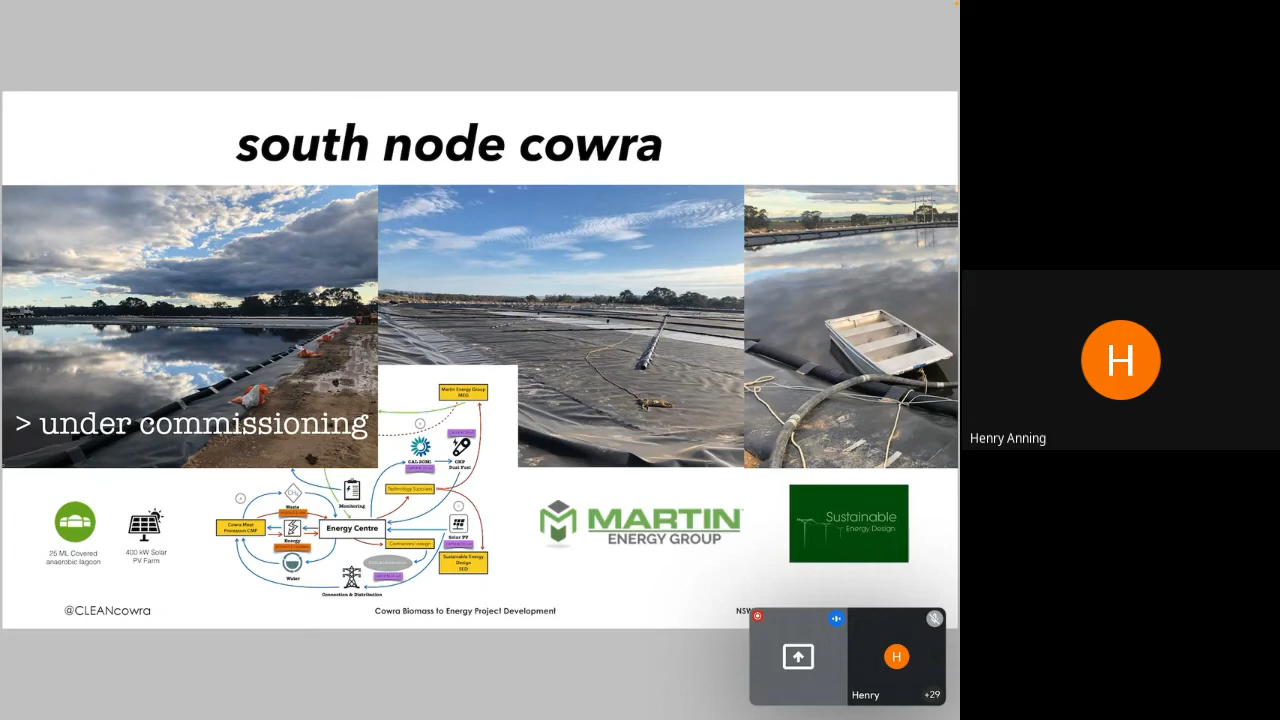 south node cowra
> under commissioning
Martin Energy Group
MEG
CHP
Dual Fuel
Technology Suppliers
Monitoring
CH4
Waste
Cowra Meat
Processors CMP
Energy
Energy Centre
Solar PV
Water
Sustainable Energy
Design
SED
Connection & Distribution
25 ML Covered
anaerobic lagoon
400 kW Solar
PV Farm
MARTIN
ENERGY GROUP
Sustainable
Energy Design
@CLEANcowra
Cowra Biomass to Energy Project Development
NSW
H
Henry Anning
H
Henry
+29